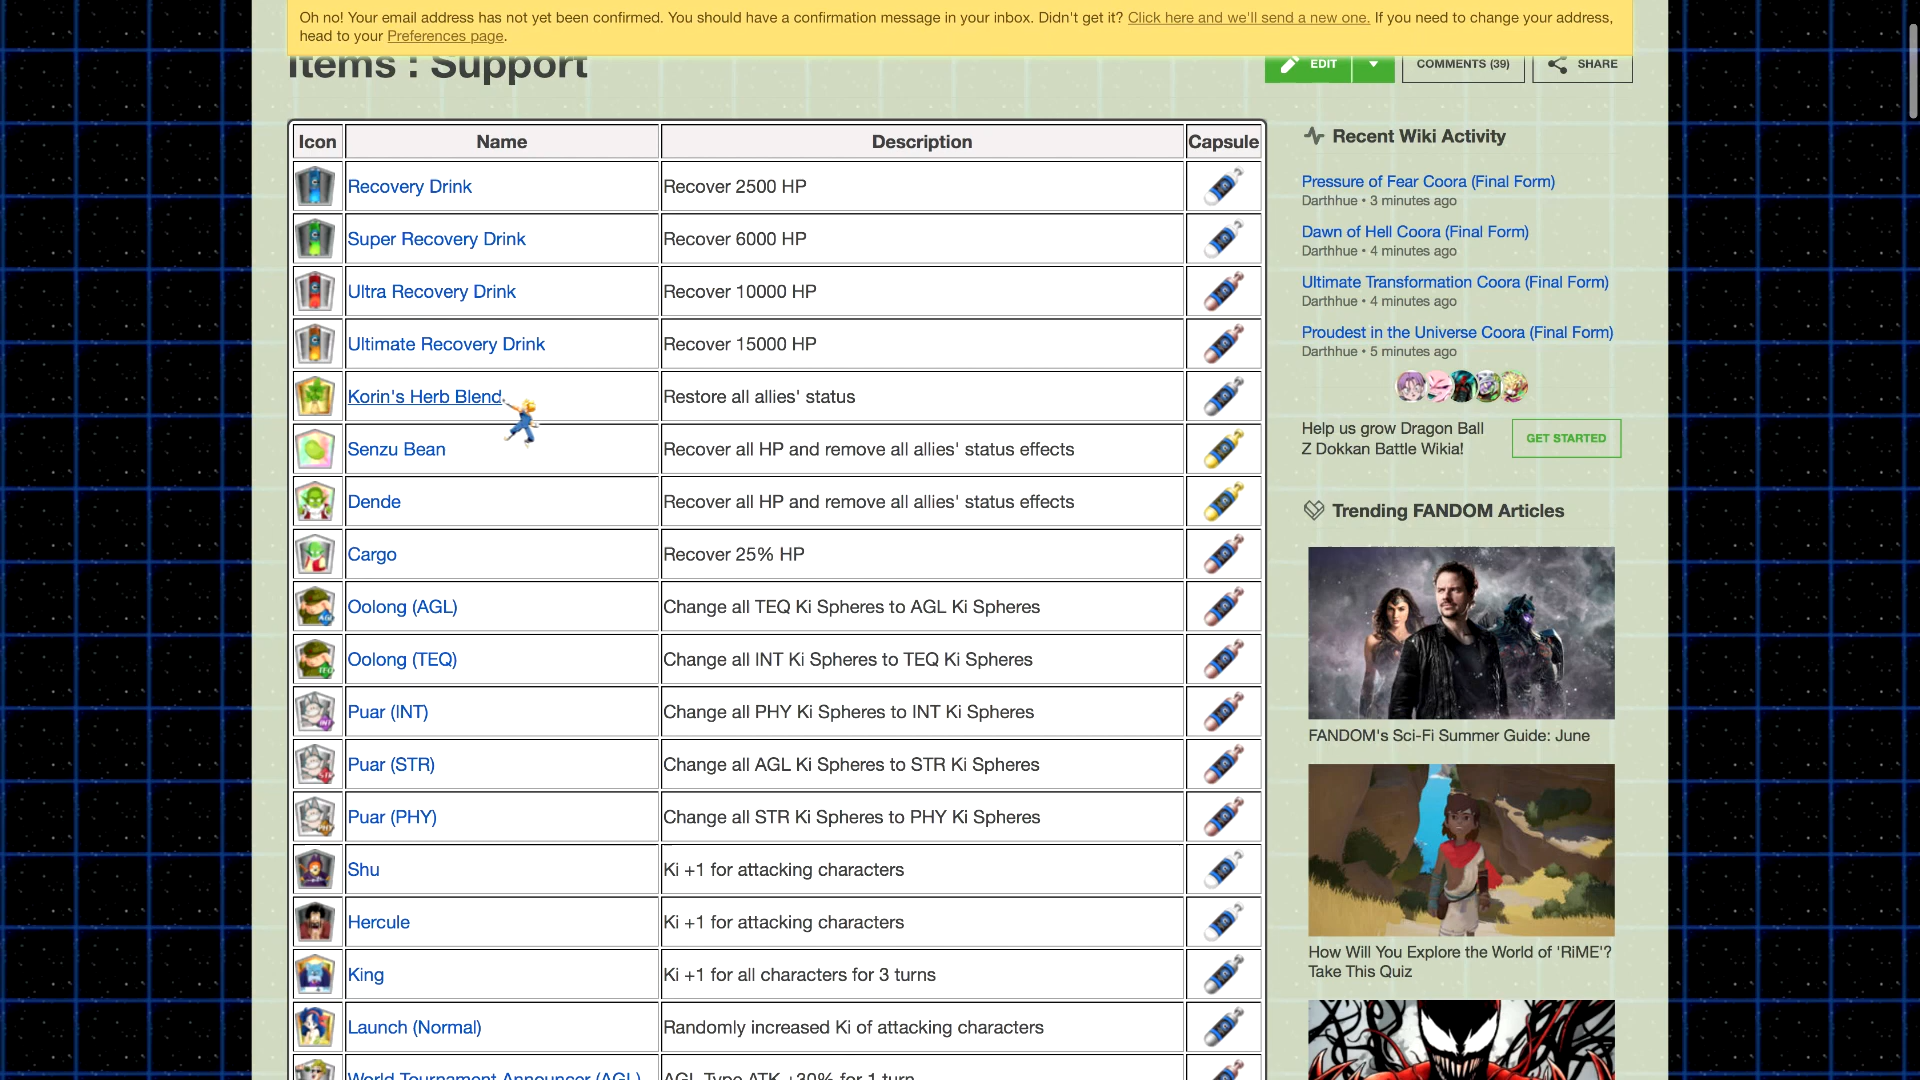 Oh no! Your email address has not yet been confirmed. You should have a confirmation message in your inbox. Didn't get it? Click here and we'll send a new one. If you need to change your address,
head to your Preferences page.
Items : Support
EDIT
COMMENTS (39)
SHARE
Icon Name Description Capsule
Recovery Drink Recover 2500 HP
Super Recovery Drink Recover 6000 HP
Ultra Recovery Drink Recover 10000 HP
Ultimate Recovery Drink Recover 15000 HP
Korin's Herb Blend Restore all allies' status
Senzu Bean Recover all HP and remove all allies' status effects
Dende Recover all HP and remove all allies' status effects
Cargo Recover 25% HP
Oolong (AGL) Change all TEQ Ki Spheres to AGL Ki Spheres
Oolong (TEQ) Change all INT Ki Spheres to TEQ Ki Spheres
Puar (INT) Change all PHY Ki Spheres to INT Ki Spheres
Puar (STR) Change all AGL Ki Spheres to STR Ki Spheres
Puar (PHY) Change all STR Ki Spheres to PHY Ki Spheres
Shu Ki +1 for attacking characters
Hercule Ki +1 for attacking characters
King Ki +1 for all characters for 3 turns
Launch (Normal) Randomly increased Ki of attacking characters
World Tournament Announcer (AGL) AGL Type ATK +30% for 1 turn
Recent Wiki Activity
Pressure of Fear Coora (Final Form)
Darthhue • 3 minutes ago
Dawn of Hell Coora (Final Form)
Darthhue • 4 minutes ago
Ultimate Transformation Coora (Final Form)
Darthhue • 4 minutes ago
Proudest in the Universe Coora (Final Form)
Darthhue • 5 minutes ago
Help us grow Dragon Ball
Z Dokkan Battle Wikia!
GET STARTED
Trending FANDOM Articles
FANDOM's Sci-Fi Summer Guide: June
How Will You Explore the World of 'RiME'?
Take This Quiz